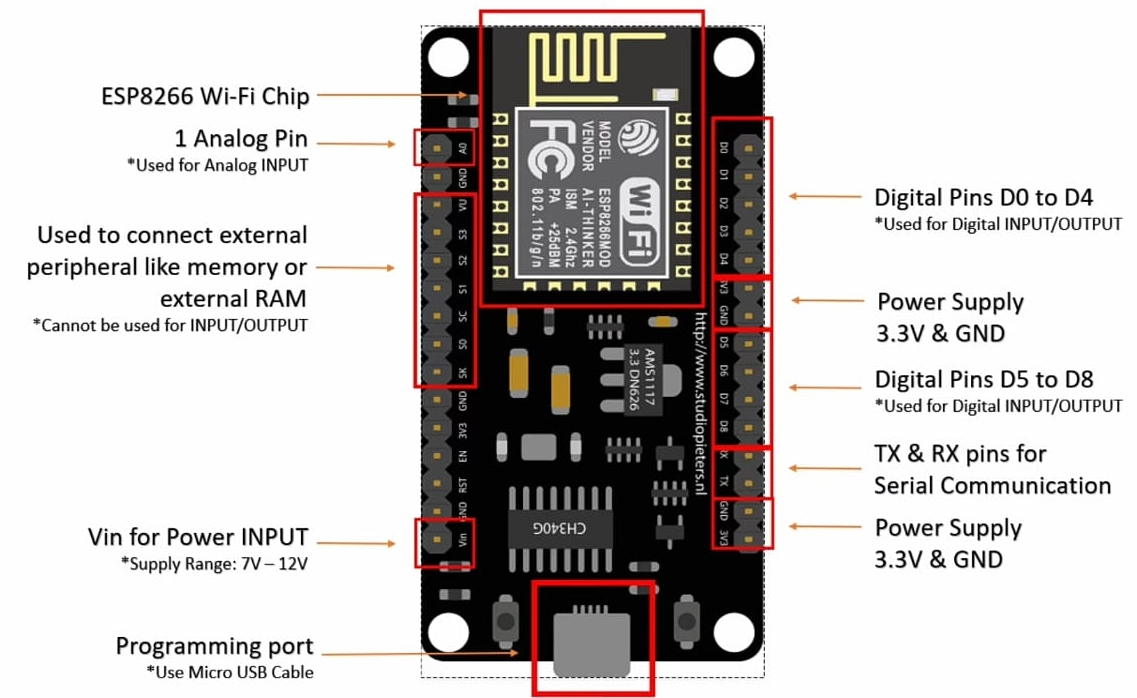 ESP8266 Wi-Fi Chip
1 Analog Pin
*Used for Analog INPUT
Used to connect external
peripheral like memory or
external RAM
*Cannot be used for INPUT/OUTPUT
Vin for Power INPUT
*Supply Range: 7V – 12V
Programming port
*Use Micro USB Cable
A0
GND
VU
S3
S2
S1
SC
S0
SK
GND
3V3
EN
RST
GND
Vin
MODEL ESP8266MOD
VENDOR AI-THINKER
ISM 2.4Ghz
PA +25dBM
802.11b/g/n
FC
Wi Fi
AMS1117
3.3 DN626
http://www.studiopieters.nl
CH340G
D0
D1
D2
D3
D4
3V3
GND
D5
D6
D7
D8
RX
TX
GND
3V3
Digital Pins D0 to D4
*Used for Digital INPUT/OUTPUT
Power Supply
3.3V & GND
Digital Pins D5 to D8
*Used for Digital INPUT/OUTPUT
TX & RX pins for
Serial Communication
Power Supply
3.3V & GND